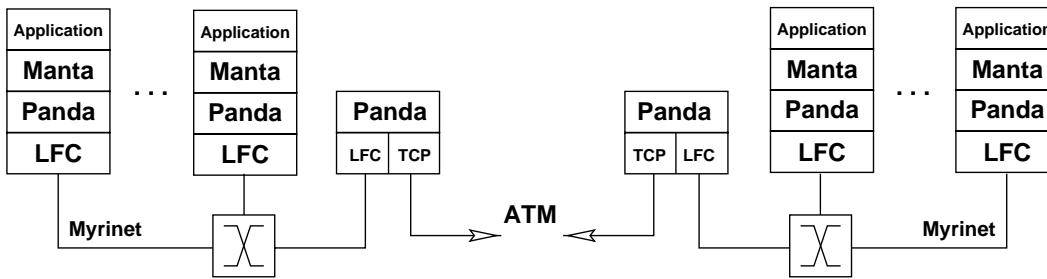 Application
Manta
Panda
LFC
. . .
Application
Manta
Panda
LFC
Panda
LFC TCP
Myrinet
ATM
Panda
TCP LFC
Application
Manta
Panda
LFC
...
Application
Manta
Panda
LFC
Myrinet